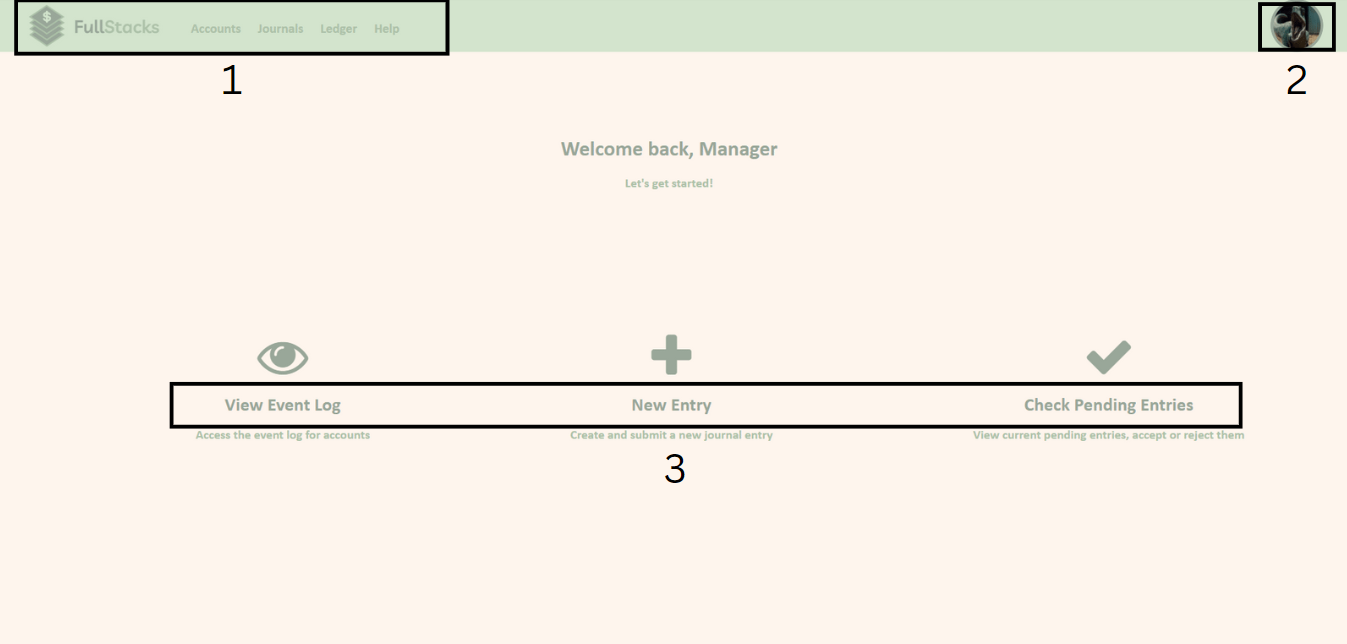 $
FullStacks Accounts Journals Ledger Help
1
2
Welcome back, Manager
Let's get started!
View Event Log New Entry Check Pending Entries
Access the event log for accounts Create and submit a new journal entry View current pending entries, accept or reject them
3